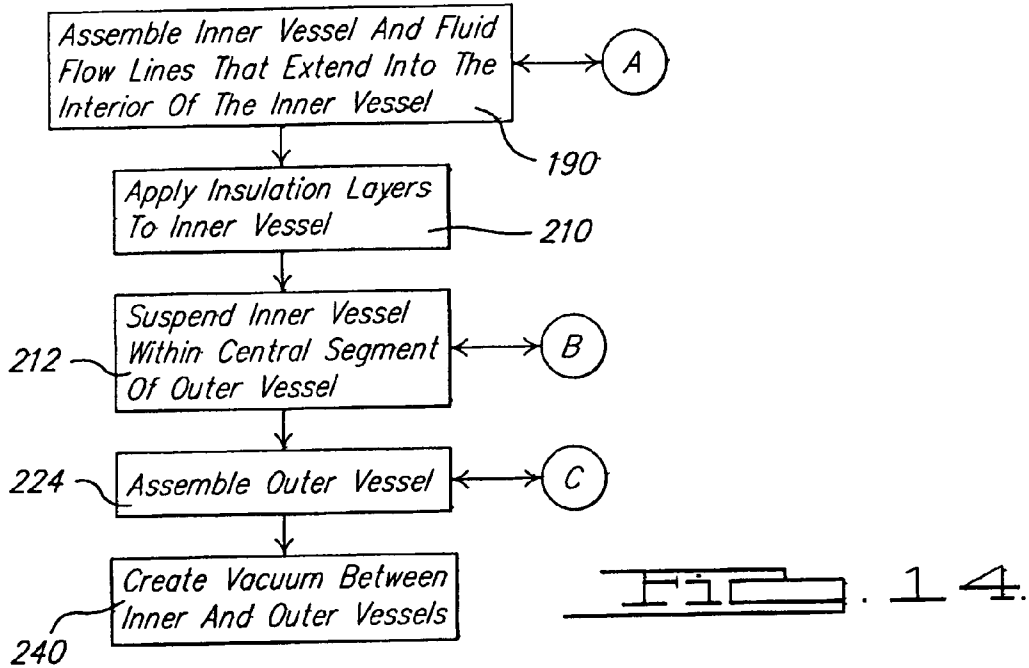 Assemble Inner Vessel And Fluid
Flow Lines That Extend Into The
Interior Of The Inner Vessel
A
190
Apply Insulation Layers
To Inner Vessel
210
Suspend Inner Vessel
Within Central Segment
Of Outer Vessel
B
212
Assemble Outer Vessel
C
224
Create Vacuum Between
Inner And Outer Vessels
240
Fig. 14.